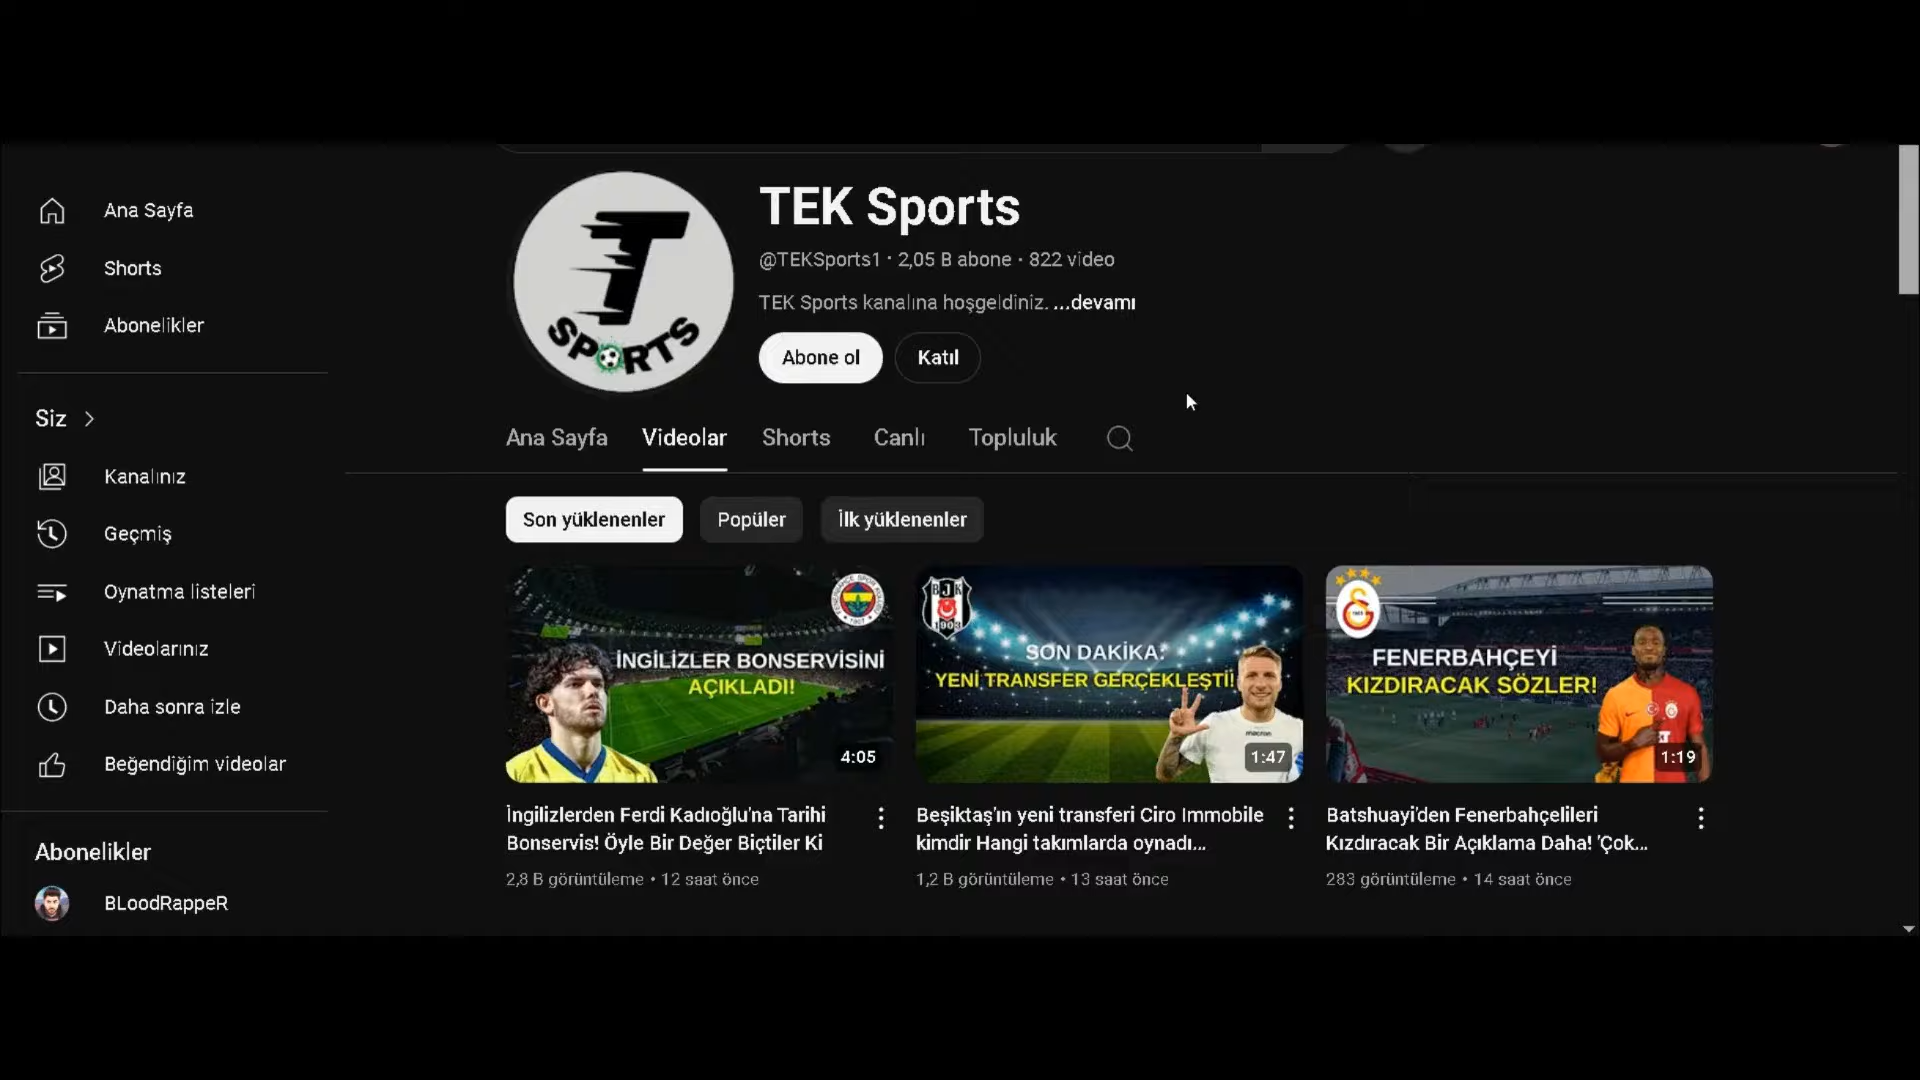 Ana Sayfa
Shorts
Abonelikler
Siz
Kanalınız
Geçmiş
Oynatma listeleri
Videolarınız
Daha sonra izle
Beğendiğim videolar
Abonelikler
BLoodRappeR
T
SPORTS
TEK Sports
@TEKSports1 • 2,05 B abone • 822 video
TEK Sports kanalına hoşgeldiniz. ...devamı
Abone ol
Katıl
Ana Sayfa
Videolar
Shorts
Canlı
Topluluk
Son yüklenenler
Popüler
İlk yüklenenler
İNGİLİZLER BONSERVİSİNİ
AÇIKLADI!
4:05
BJK
1903
SON DAKİKA:
YENİ TRANSFER GERÇEKLEŞTİ!
macron
1:47
FENERBAHÇEYİ
KIZDIRACAK SÖZLER!
1:19
İngilizlerden Ferdi Kadıoğlu'na Tarihi
Bonservis! Öyle Bir Değer Biçtiler Ki
2,8 B görüntüleme • 12 saat önce
Beşiktaş'ın yeni transferi Ciro Immobile
kimdir Hangi takımlarda oynadı...
1,2 B görüntüleme • 13 saat önce
Batshuayi'den Fenerbahçelileri
Kızdıracak Bir Açıklama Daha! 'Çok...
283 görüntüleme • 14 saat önce